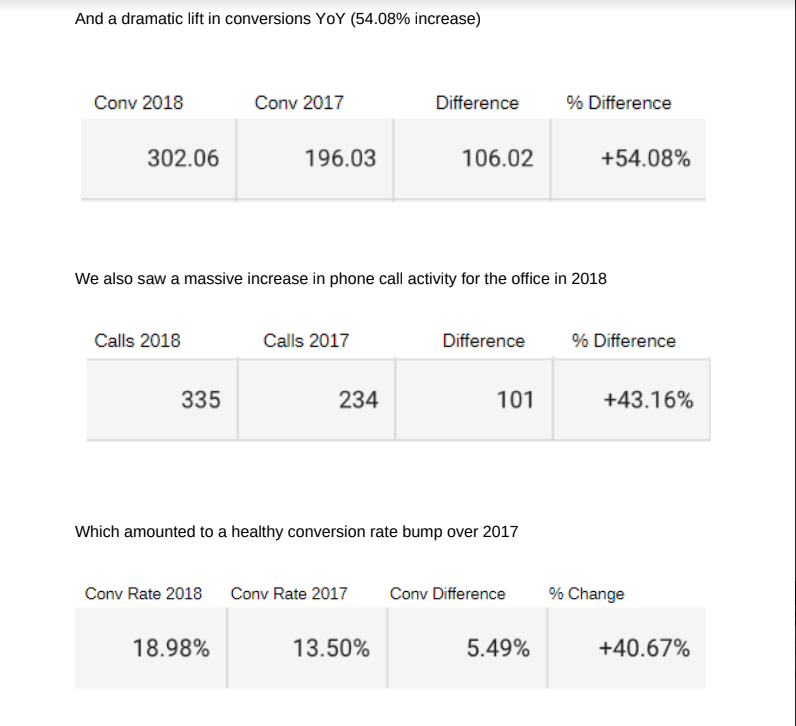 And a dramatic lift in conversions YoY (54.08% increase)
Conv 2018 Conv 2017 Difference % Difference
302.06 196.03 106.02 +54.08%
We also saw a massive increase in phone call activity for the office in 2018
Calls 2018 Calls 2017 Difference % Difference
335 234 101 +43.16%
Which amounted to a healthy conversion rate bump over 2017
Conv Rate 2018 Conv Rate 2017 Conv Difference % Change
18.98% 13.50% 5.49% +40.67%